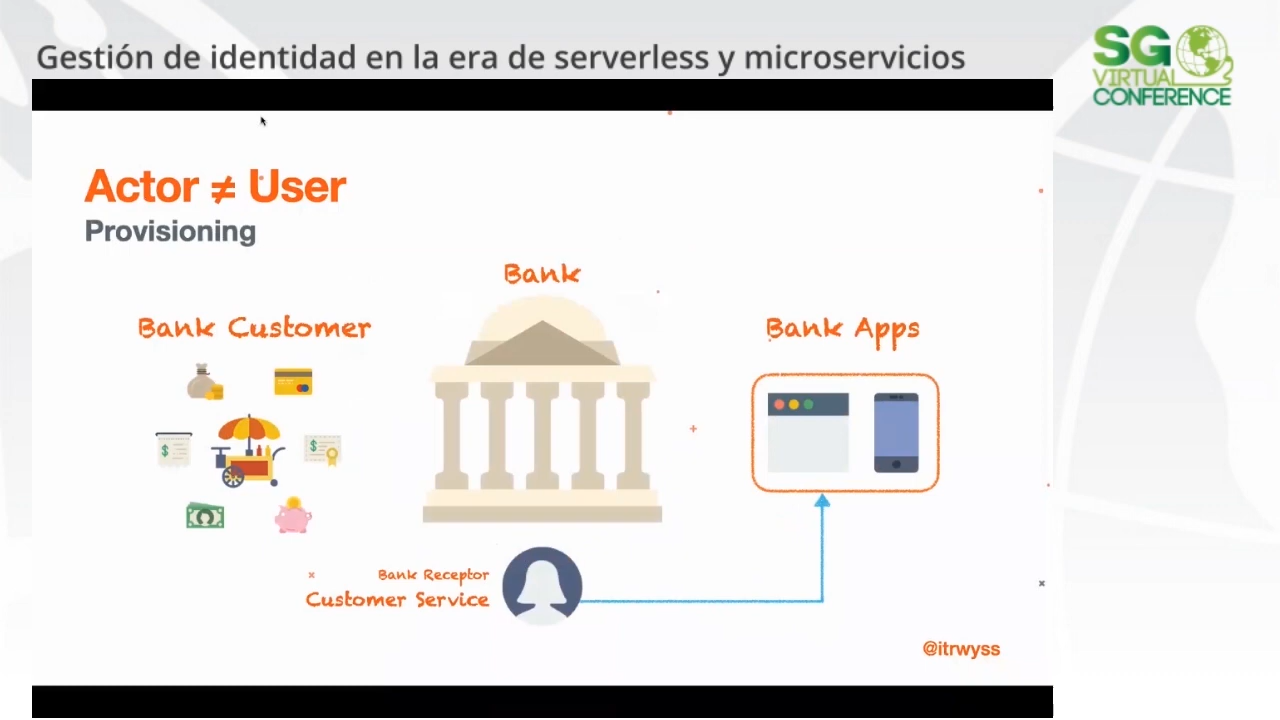 Gestión de identidad en la era de serverless y microservicios
SG
VIRTUAL
CONFERENCE
Actor ≠ User
Provisioning
Bank
Bank Customer
Bank Apps
$
$
Bank Receptor
Customer Service
@itrwyss